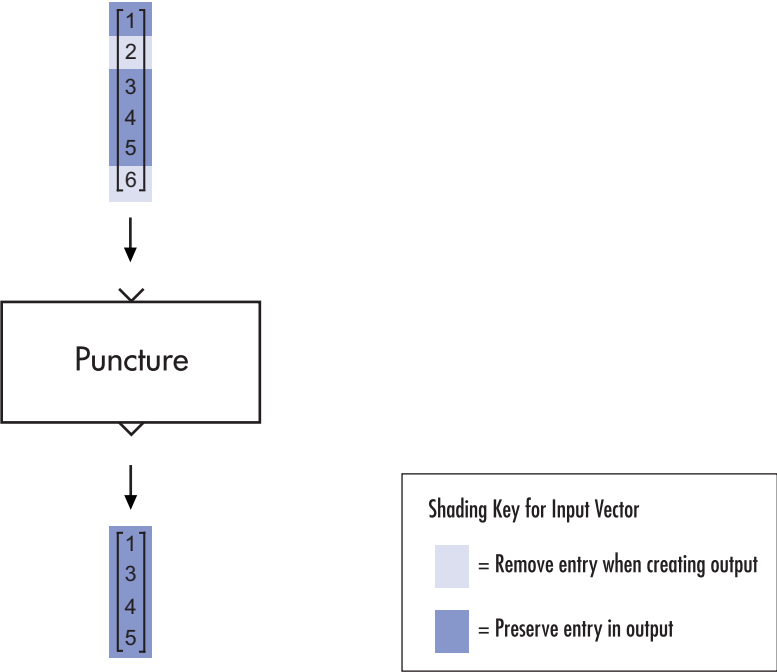 1
2
3
4
5
6
Puncture
1
3
4
5
Shading Key for Input Vector
= Remove entry when creating output
= Preserve entry in output